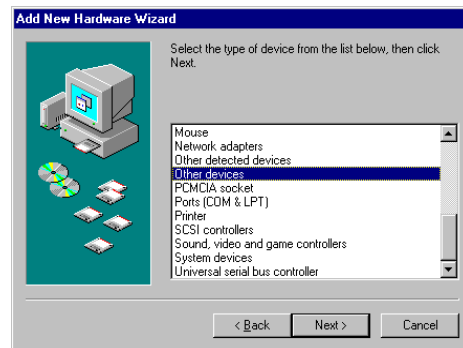 Add New Hardware Wizard
Select the type of device from the list below, then click
Next.
Mouse
Network adapters
Other detected devices
Other devices
PCMCIA socket
Ports (COM & LPT)
Printer
SCSI controllers
Sound, video and game controllers
System devices
Universal serial bus controller
< Back
Next >
Cancel